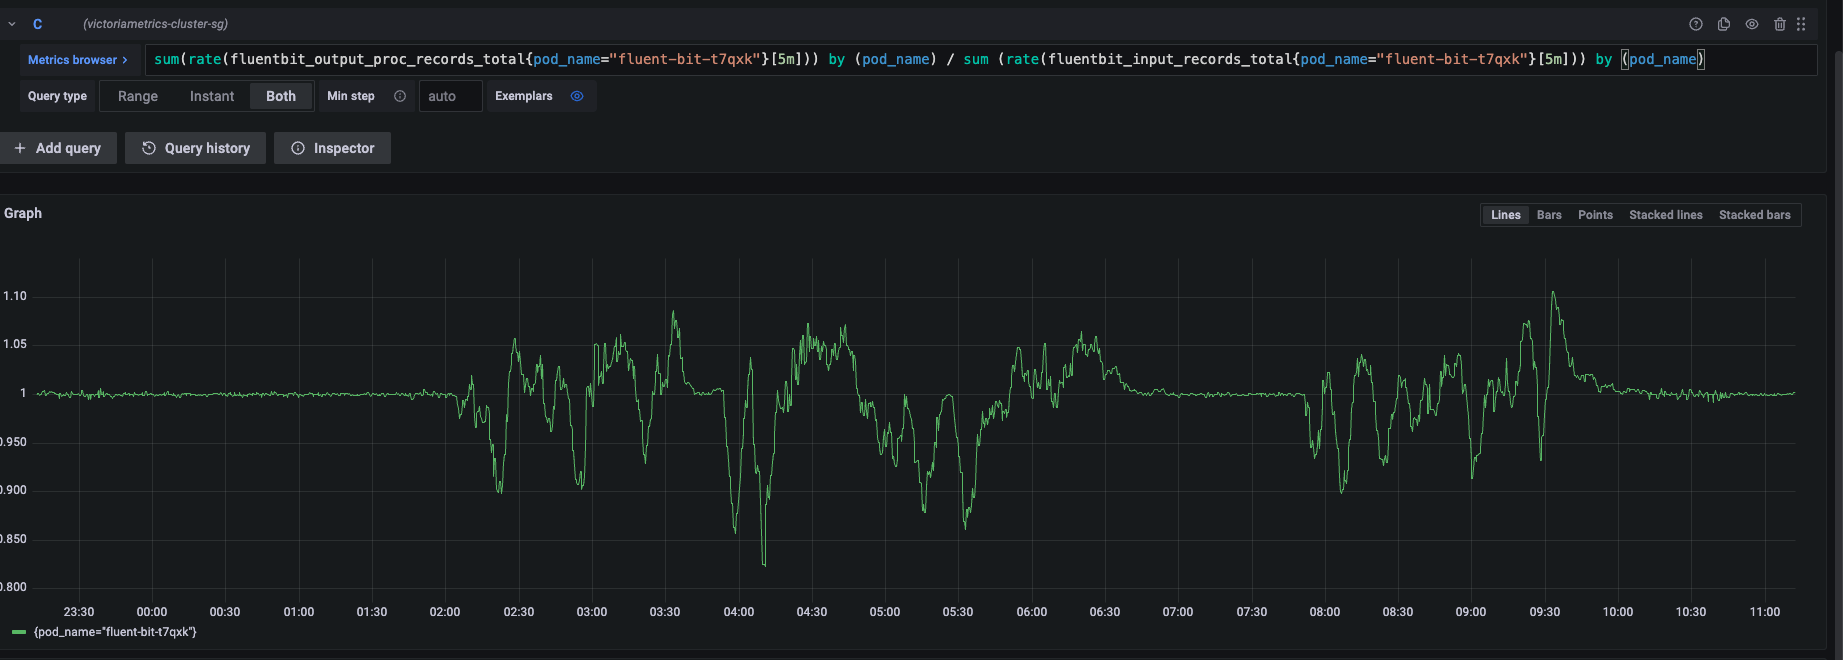 C (victoriametrics-cluster-sg)
Metrics browser > sum(rate(fluentbit_output_proc_records_total{pod_name="fluent-bit-t7qxk"}[5m])) by (pod_name) / sum (rate(fluentbit_input_records_total{pod_name="fluent-bit-t7qxk"}[5m])) by (pod_name)
Query type Range Instant Both Min step auto Exemplars
+ Add query Query history Inspector
Graph
Lines Bars Points Stacked lines Stacked bars
1.10
1.05
1
0.950
0.900
0.850
0.800
23:30 00:00 00:30 01:00 01:30 02:00 02:30 03:00 03:30 04:00 04:30 05:00 05:30 06:00 06:30 07:00 07:30 08:00 08:30 09:00 09:30 10:00 10:30 11:00
{pod_name="fluent-bit-t7qxk"}